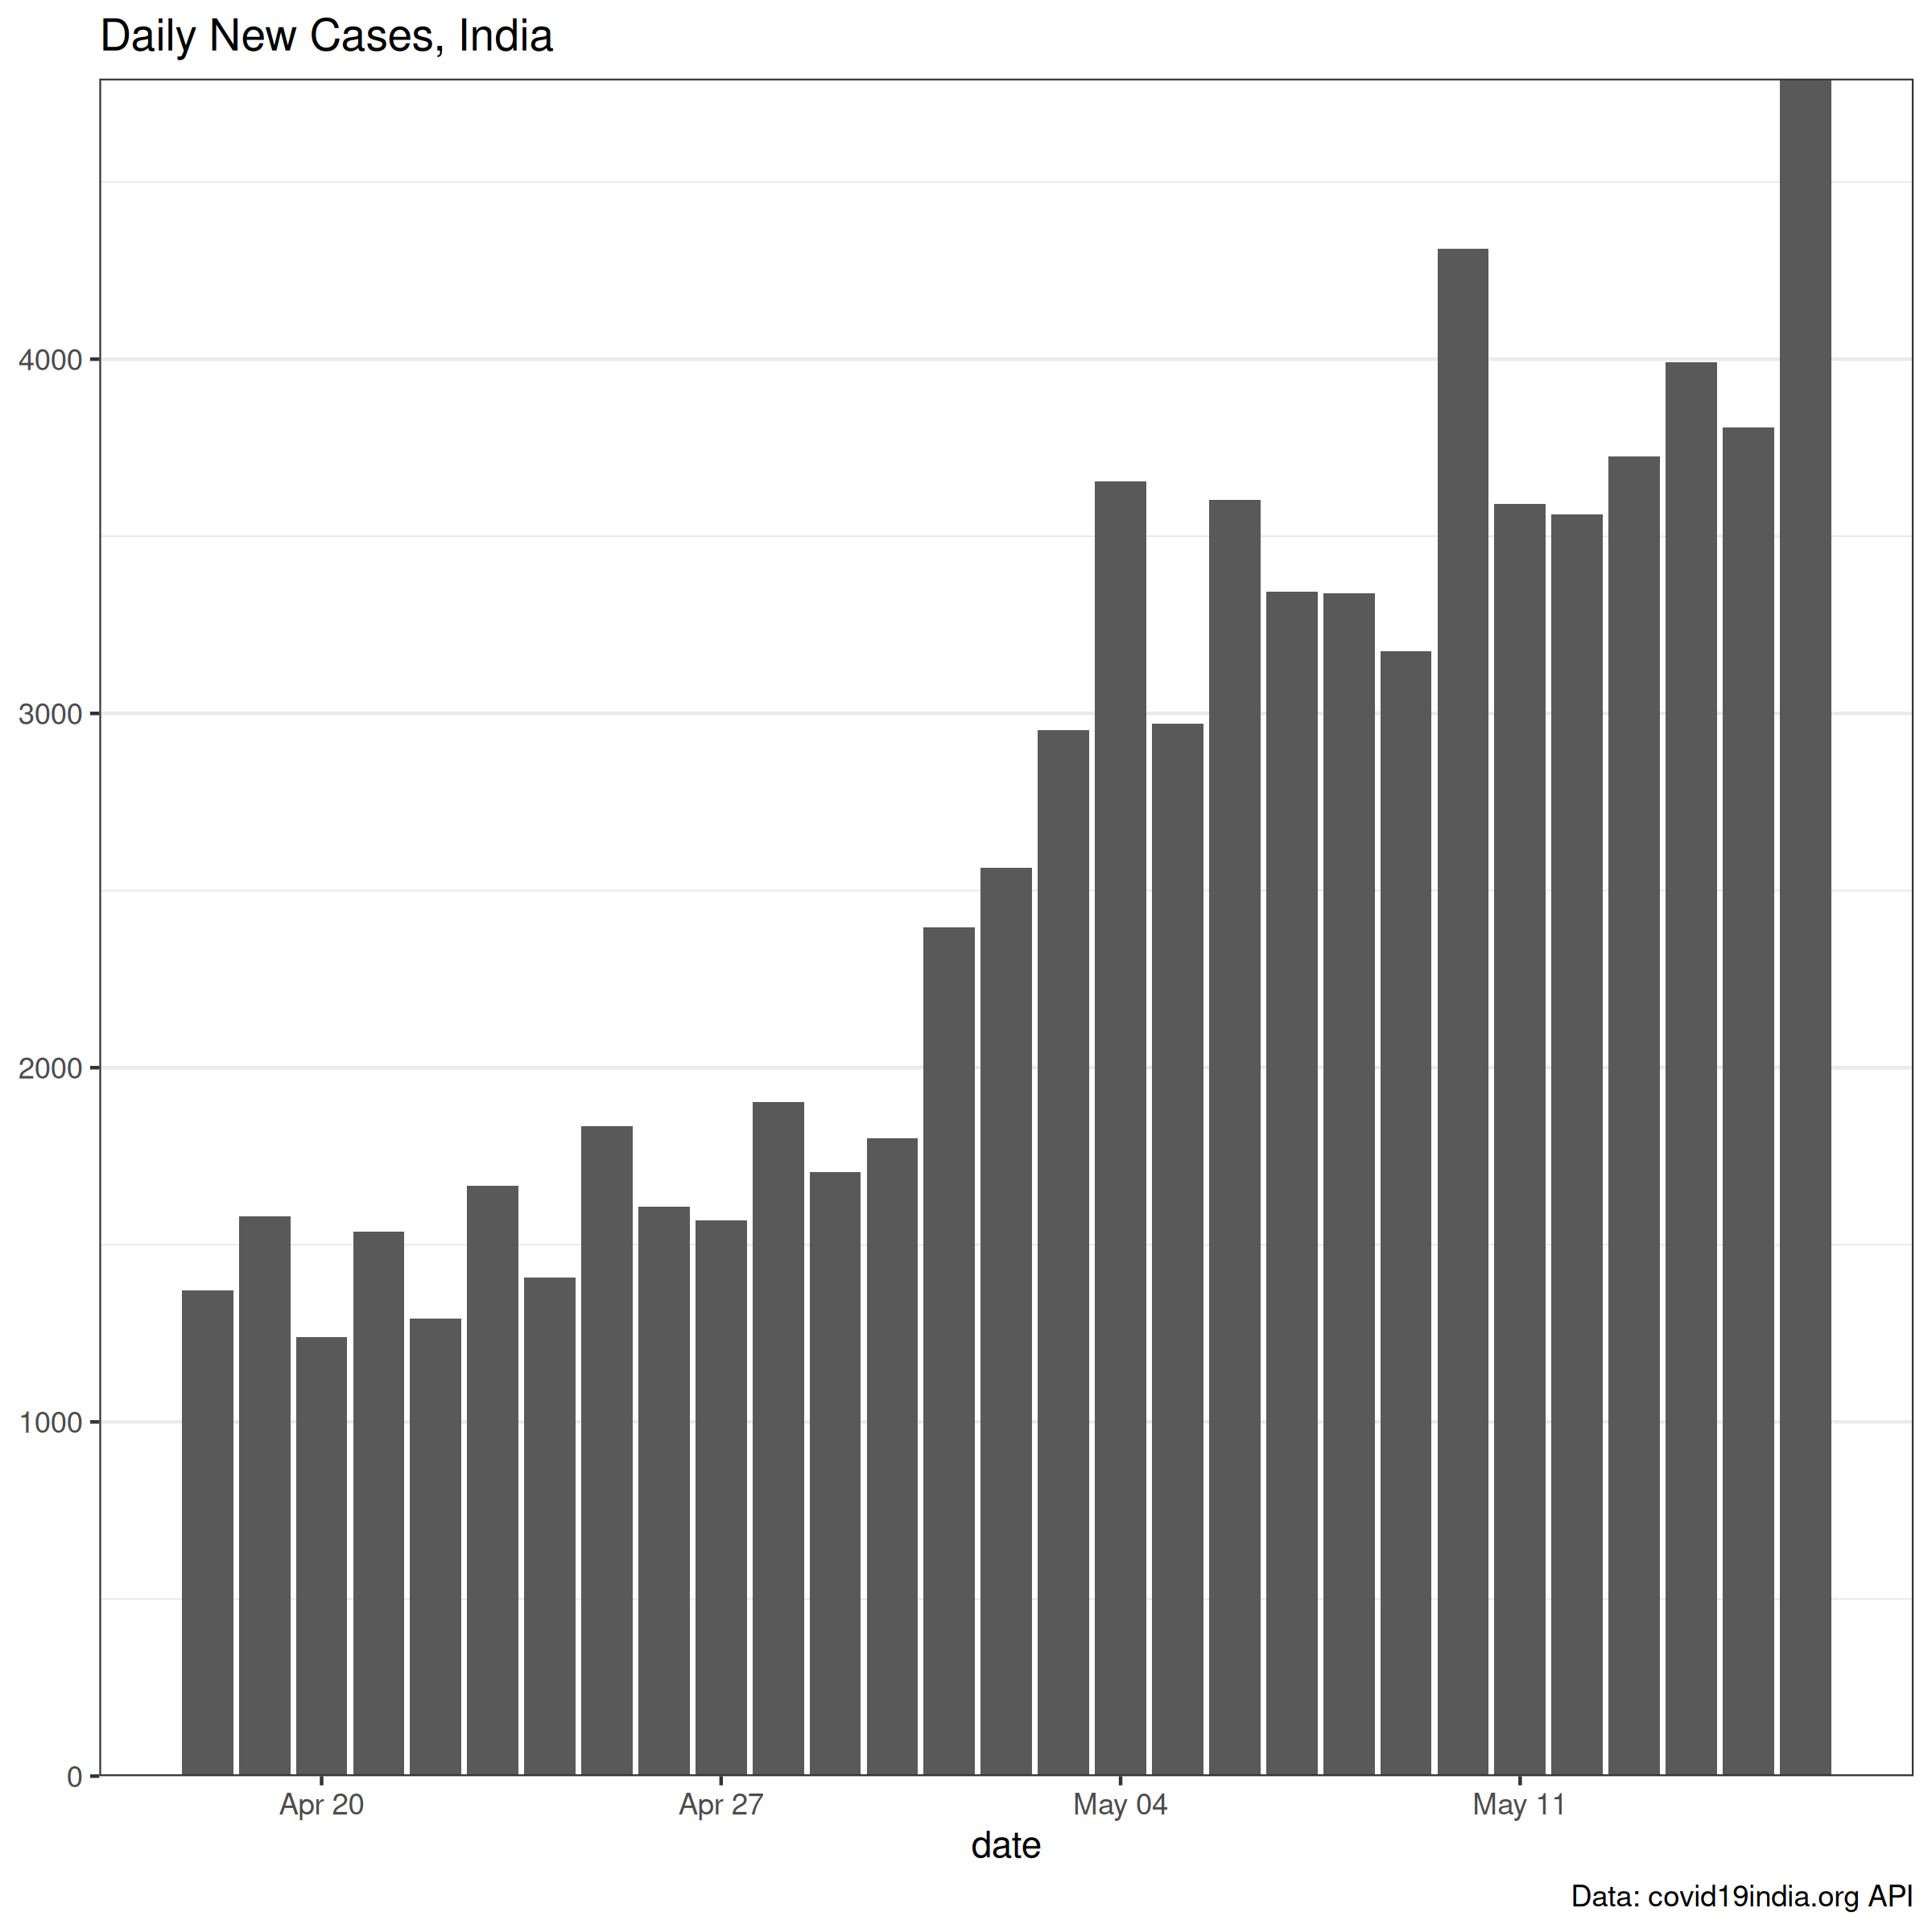 Daily New Cases, India
4000
3000
2000
1000
0
Apr 20 Apr 27 May 04 May 11
date
Data: covid19india.org API